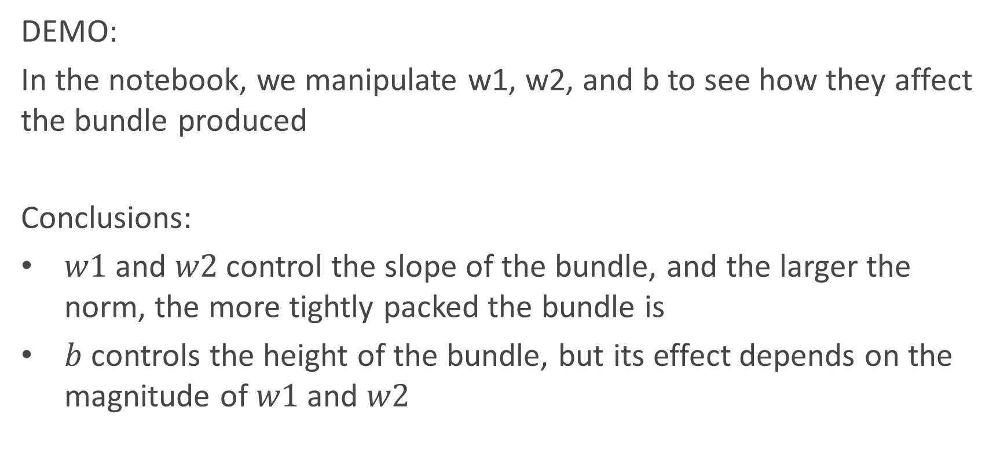 DEMO:
In the notebook, we manipulate w1, w2, and b to see how they affect
the bundle produced
Conclusions:
• w1 and w2 control the slope of the bundle, and the larger the
norm, the more tightly packed the bundle is
• b controls the height of the bundle, but its effect depends on the
magnitude of w1 and w2